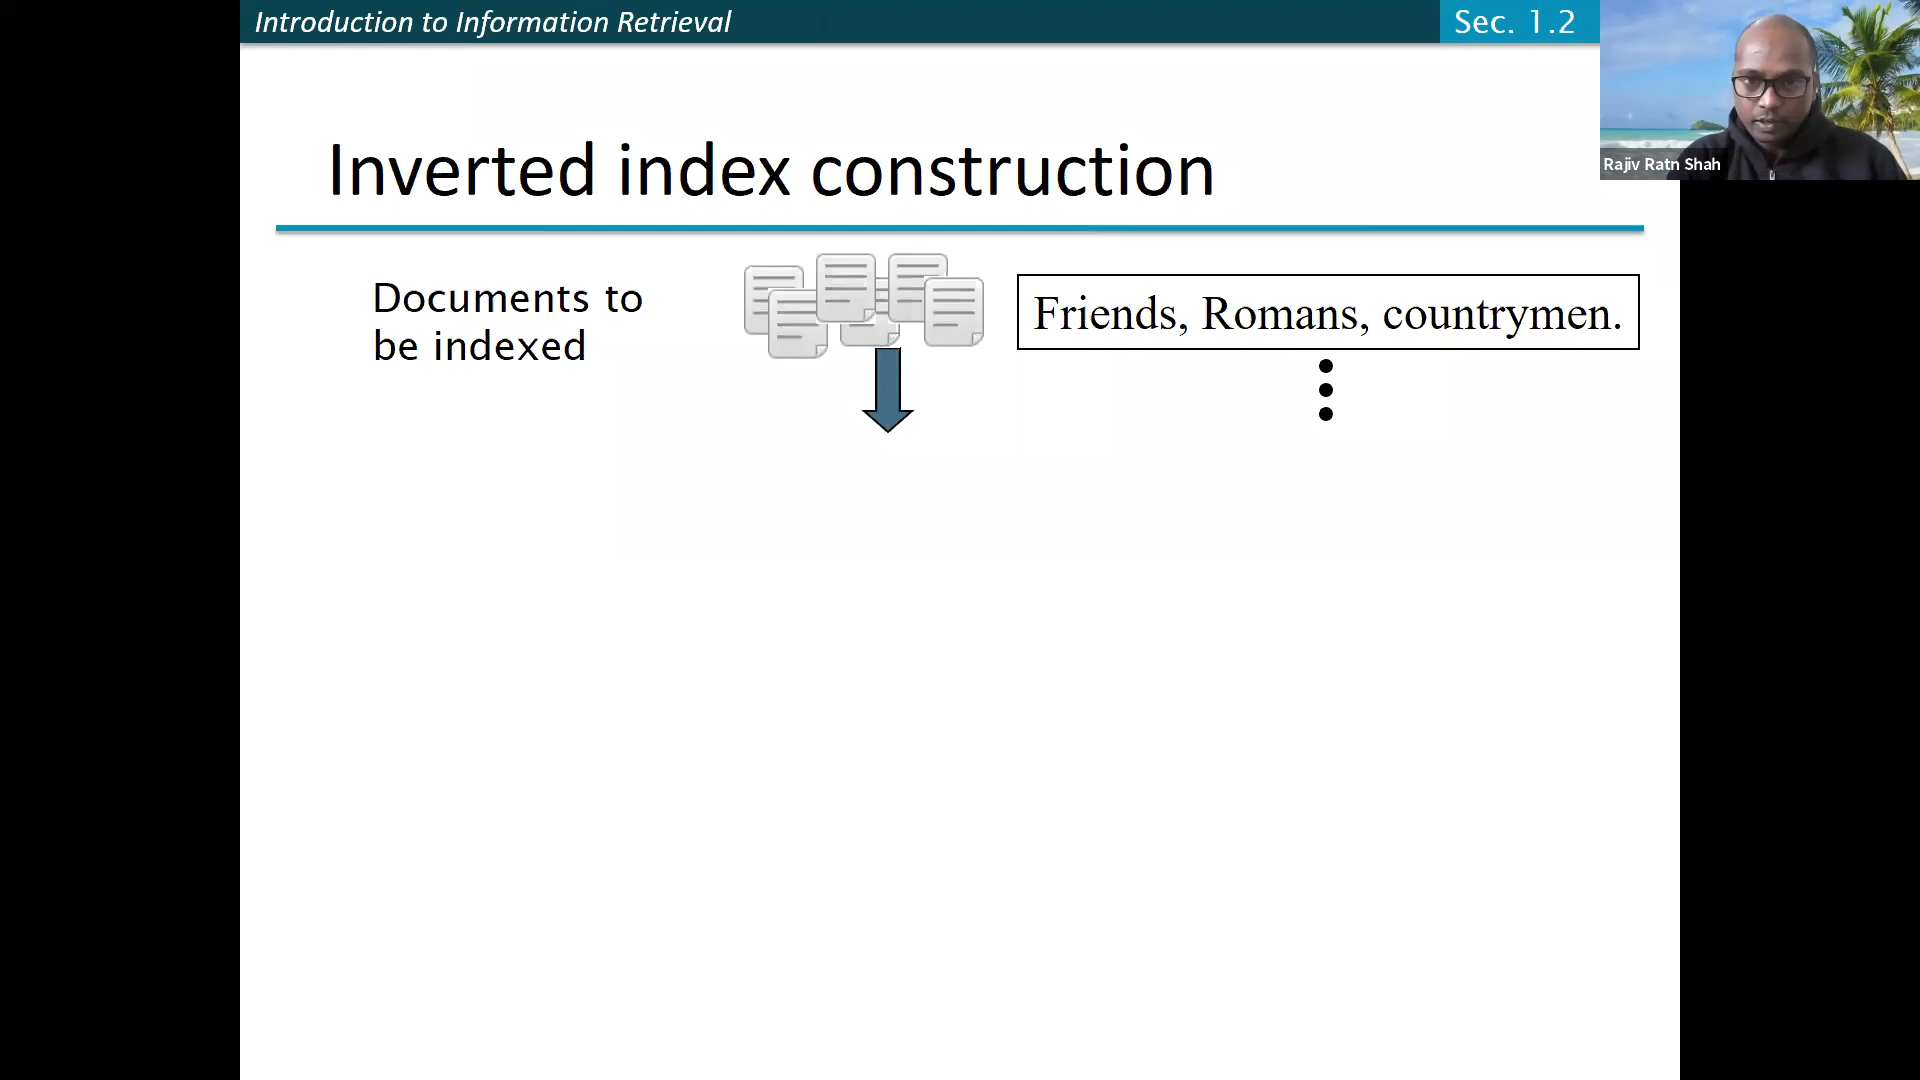 Introduction to Information Retrieval
Sec. 1.2
Rajiv Ratn Shah
Inverted index construction
Documents to
be indexed
Friends, Romans, countrymen.